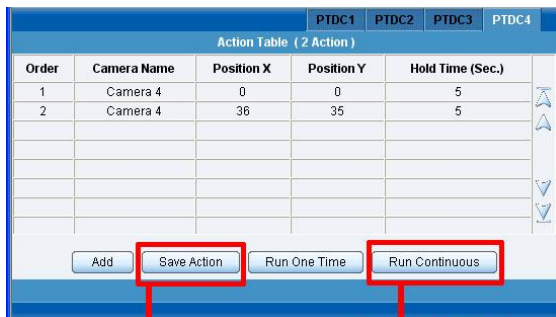 PTDC1 PTDC2 PTDC3 PTDC4
Action Table ( 2 Action )
Order Camera Name Position X Position Y Hold Time (Sec.)
1 Camera 4 0 0 5
2 Camera 4 36 35 5
Add Save Action Run One Time Run Continuous